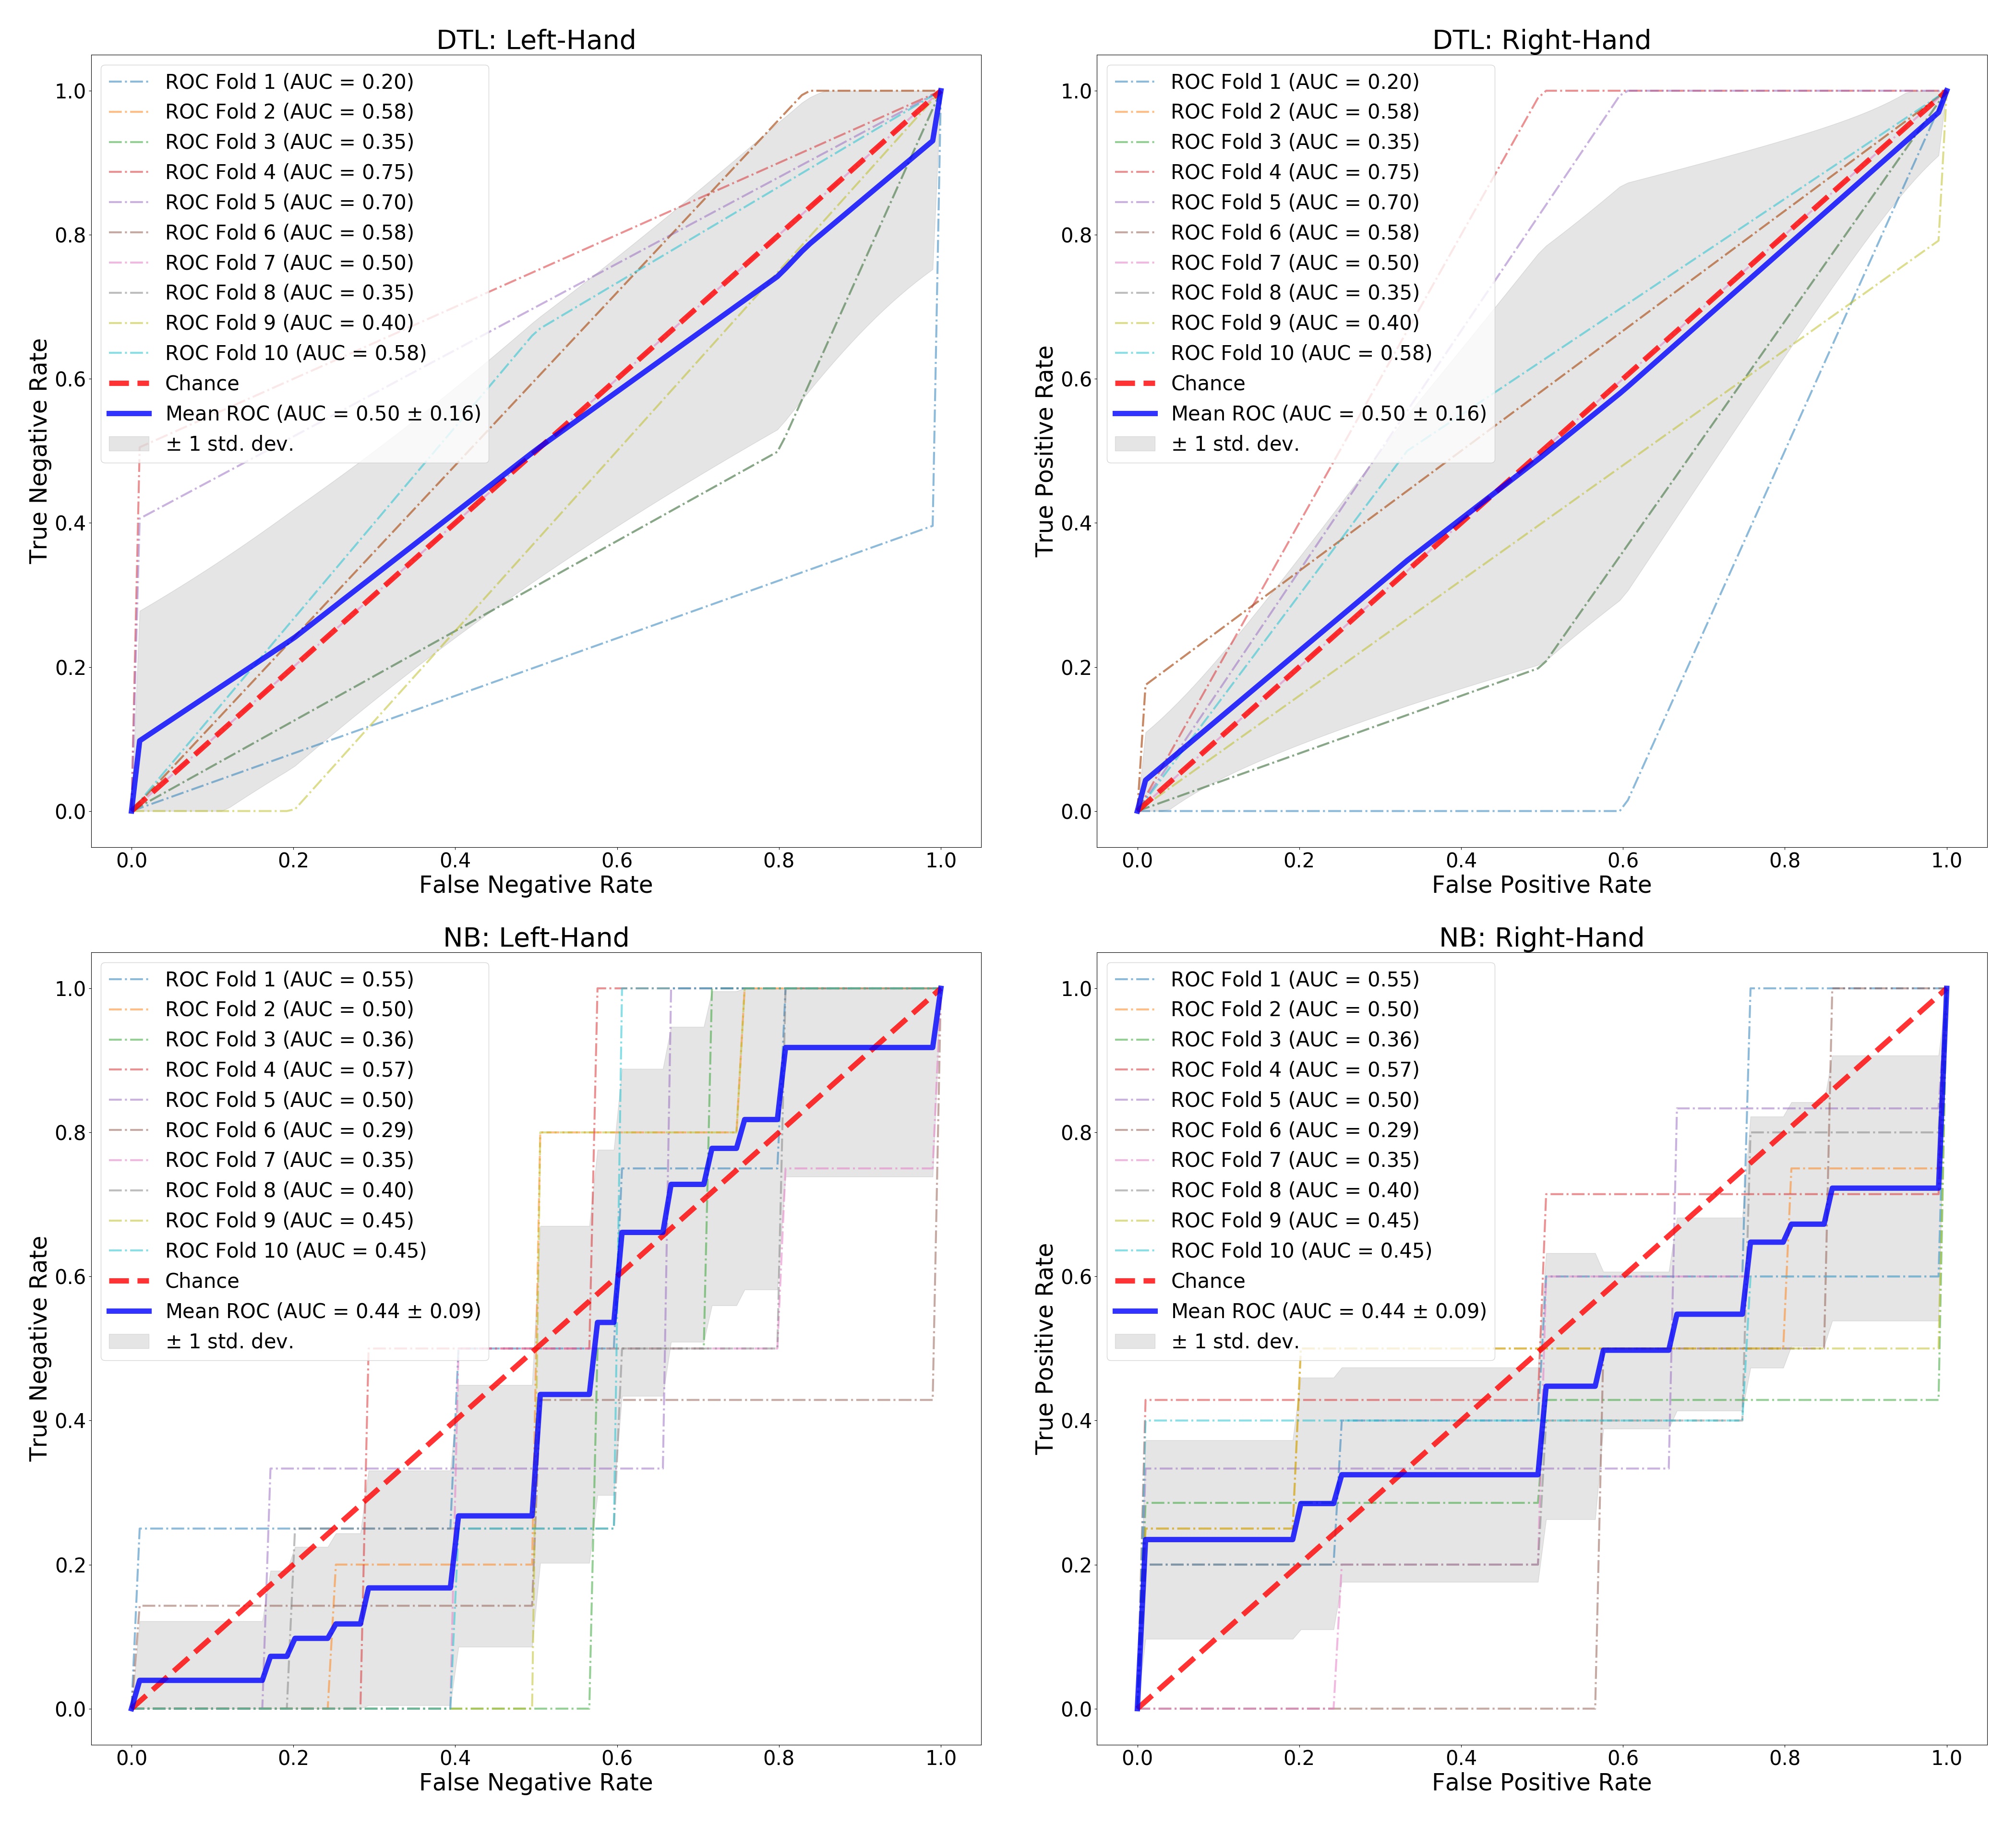 DTL: Left-Hand
ROC Fold 1 (AUC = 0.20)
ROC Fold 2 (AUC = 0.58)
ROC Fold 3 (AUC = 0.35)
ROC Fold 4 (AUC = 0.75)
ROC Fold 5 (AUC = 0.70)
ROC Fold 6 (AUC = 0.58)
ROC Fold 7 (AUC = 0.50)
ROC Fold 8 (AUC = 0.35)
ROC Fold 9 (AUC = 0.40)
ROC Fold 10 (AUC = 0.58)
Chance
Mean ROC (AUC = 0.50 ± 0.16)
± 1 std. dev.
True Negative Rate
1.0
0.8
0.6
0.4
0.2
0.0
0.0 0.2 0.4 0.6 0.8 1.0
False Negative Rate
DTL: Right-Hand
ROC Fold 1 (AUC = 0.20)
ROC Fold 2 (AUC = 0.58)
ROC Fold 3 (AUC = 0.35)
ROC Fold 4 (AUC = 0.75)
ROC Fold 5 (AUC = 0.70)
ROC Fold 6 (AUC = 0.58)
ROC Fold 7 (AUC = 0.50)
ROC Fold 8 (AUC = 0.35)
ROC Fold 9 (AUC = 0.40)
ROC Fold 10 (AUC = 0.58)
Chance
Mean ROC (AUC = 0.50 ± 0.16)
± 1 std. dev.
True Positive Rate
1.0
0.8
0.6
0.4
0.2
0.0
0.0 0.2 0.4 0.6 0.8 1.0
False Positive Rate
NB: Left-Hand
ROC Fold 1 (AUC = 0.55)
ROC Fold 2 (AUC = 0.50)
ROC Fold 3 (AUC = 0.36)
ROC Fold 4 (AUC = 0.57)
ROC Fold 5 (AUC = 0.50)
ROC Fold 6 (AUC = 0.29)
ROC Fold 7 (AUC = 0.35)
ROC Fold 8 (AUC = 0.40)
ROC Fold 9 (AUC = 0.45)
ROC Fold 10 (AUC = 0.45)
Chance
Mean ROC (AUC = 0.44 ± 0.09)
± 1 std. dev.
True Negative Rate
1.0
0.8
0.6
0.4
0.2
0.0
0.0 0.2 0.4 0.6 0.8 1.0
False Negative Rate
NB: Right-Hand
ROC Fold 1 (AUC = 0.55)
ROC Fold 2 (AUC = 0.50)
ROC Fold 3 (AUC = 0.36)
ROC Fold 4 (AUC = 0.57)
ROC Fold 5 (AUC = 0.50)
ROC Fold 6 (AUC = 0.29)
ROC Fold 7 (AUC = 0.35)
ROC Fold 8 (AUC = 0.40)
ROC Fold 9 (AUC = 0.45)
ROC Fold 10 (AUC = 0.45)
Chance
Mean ROC (AUC = 0.44 ± 0.09)
± 1 std. dev.
True Positive Rate
1.0
0.8
0.6
0.4
0.2
0.0
0.0 0.2 0.4 0.6 0.8 1.0
False Positive Rate